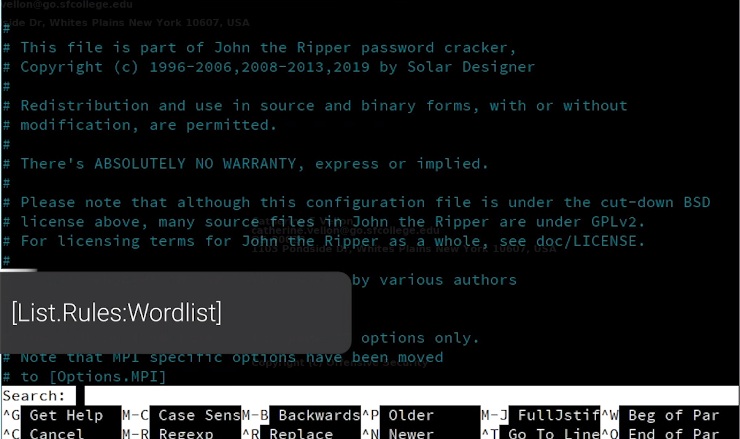 vellon@go.sfcollege.edu
side Dr, Whites Plains New York 10607, USA
#
# This file is part of John the Ripper password cracker,
# Copyright (c) 1996-2006,2008-2013,2019 by Solar Designer
#
# Redistribution and use in source and binary forms, with or without
# modification, are permitted.
#
# There's ABSOLUTELY NO WARRANTY, express or implied.
#
# Please note that although this configuration file is under the cut-down BSD
# license above, many source files in John the Ripper are under GPLv2.
catherine.vellon@go.sfcollege.edu
# For licensing terms for John the Ripper as a whole, see doc/LICENSE.
1103 Pondside Dr, Whites Plains New York 10607, USA
#
by various authors
[List.Rules:Wordlist]
options only.
# Note that MPI specific options have been moved
Copyright (c) Offensive Security
# to [Options.MPI]
Search:
^G Get Help M-C Case Sens M-B Backwards ^P Older M-J FullJstif ^W Beg of Par
^C Cancel M-R Regexp ^R Replace ^N Newer ^T Go To Line ^O End of Par